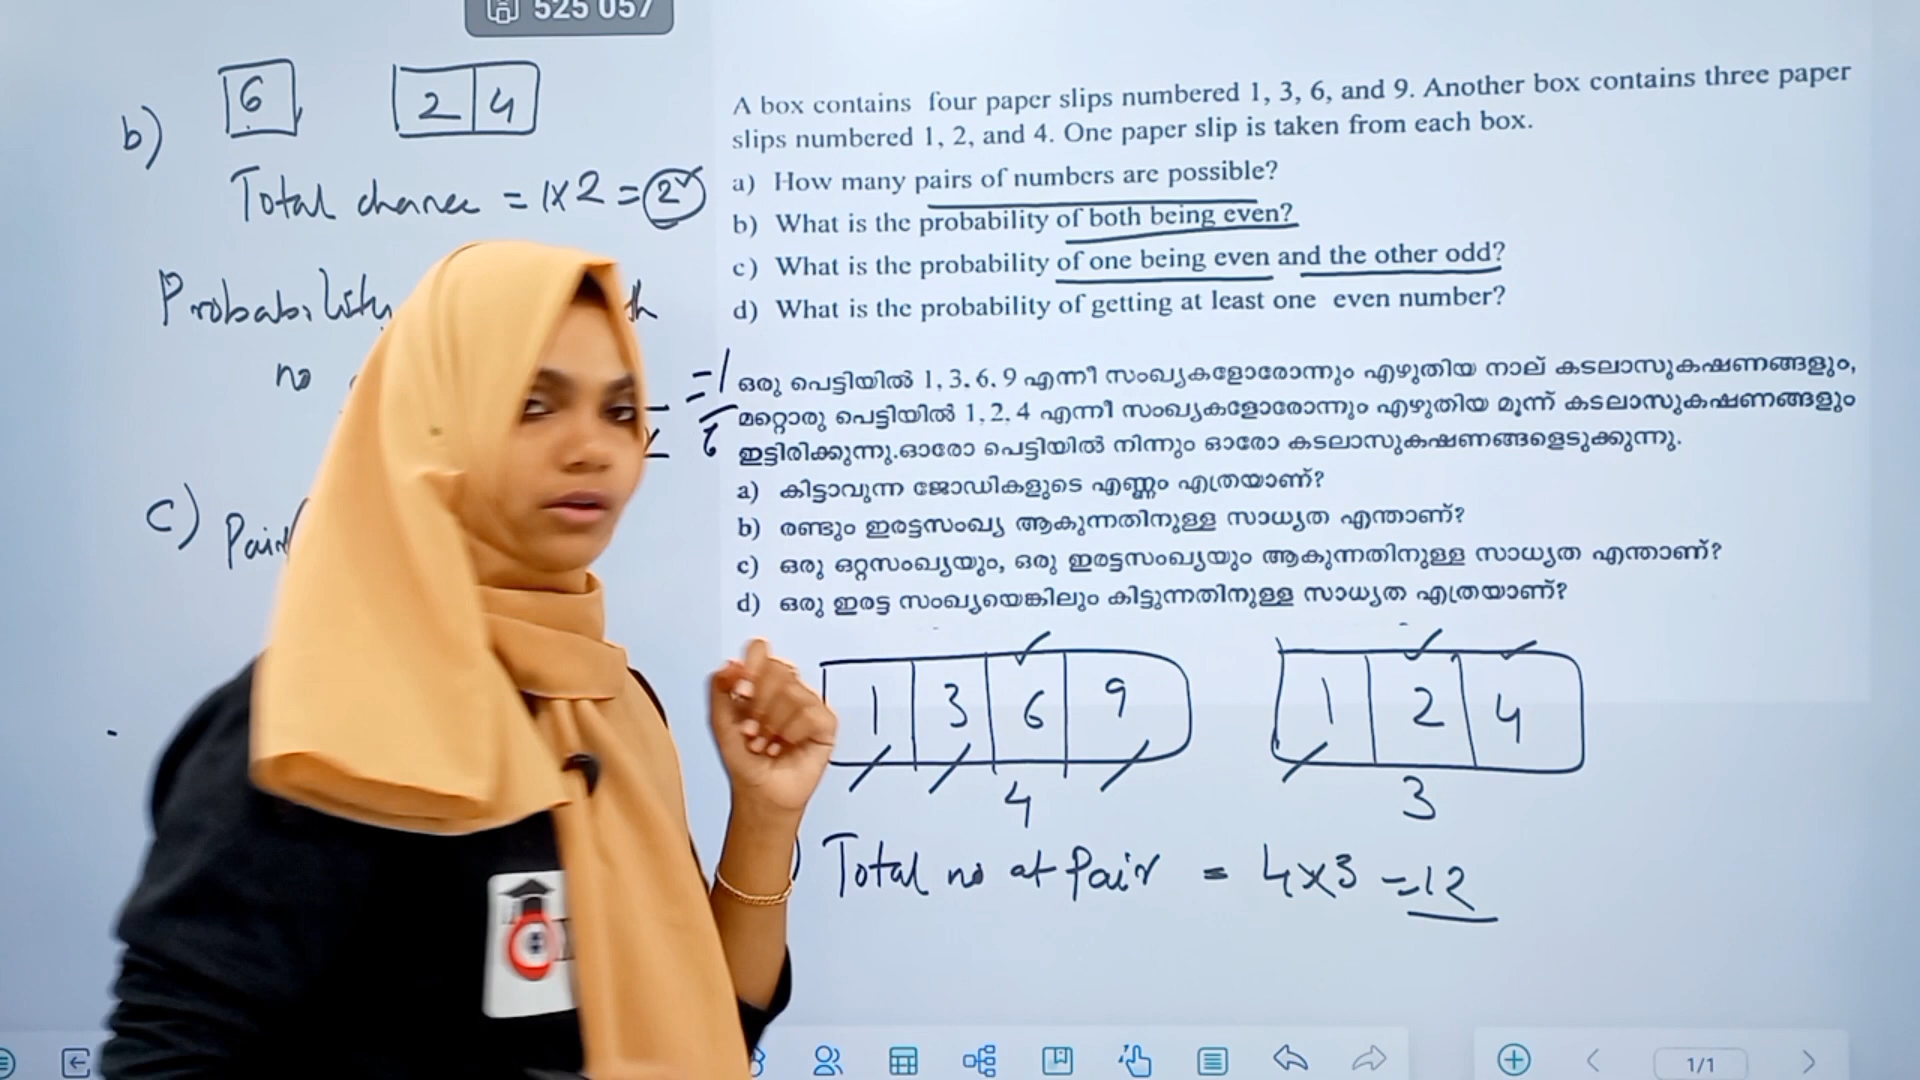 525 057
b)
6
2 4
Total chance = 1×2 = 2
Probability
no
= 1
6
c) Pair
A box contains four paper slips numbered 1, 3, 6, and 9. Another box contains three paper
slips numbered 1, 2, and 4. One paper slip is taken from each box.
a) How many pairs of numbers are possible?
b) What is the probability of both being even?
c) What is the probability of one being even and the other odd?
d) What is the probability of getting at least one even number?
ഒരു പെട്ടിയിൽ 1, 3, 6, 9 എന്നീ സംഖ്യകളോരോന്നും എഴുതിയ നാല് കടലാസുകഷണങ്ങളും,
മറ്റൊരു പെട്ടിയിൽ 1, 2, 4 എന്നീ സംഖ്യകളോരോന്നും എഴുതിയ മൂന്ന് കടലാസുകഷണങ്ങളും
ഇട്ടിരിക്കുന്നു.ഓരോ പെട്ടിയിൽ നിന്നും ഓരോ കടലാസുകഷണങ്ങളെടുക്കുന്നു.
a) കിട്ടാവുന്ന ജോഡികളുടെ എണ്ണം എത്രയാണ്?
b) രണ്ടും ഇരട്ടസംഖ്യ ആകുന്നതിനുള്ള സാധ്യത എന്താണ്?
c) ഒരു ഒറ്റസംഖ്യയും, ഒരു ഇരട്ടസംഖ്യയും ആകുന്നതിനുള്ള സാധ്യത എന്താണ്?
d) ഒരു ഇരട്ട സംഖ്യയെങ്കിലും കിട്ടുന്നതിനുള്ള സാധ്യത എത്രയാണ്?
1 3 6 9
1 2 4
4
3
) Total no of Pair = 4×3 = 12
1/1